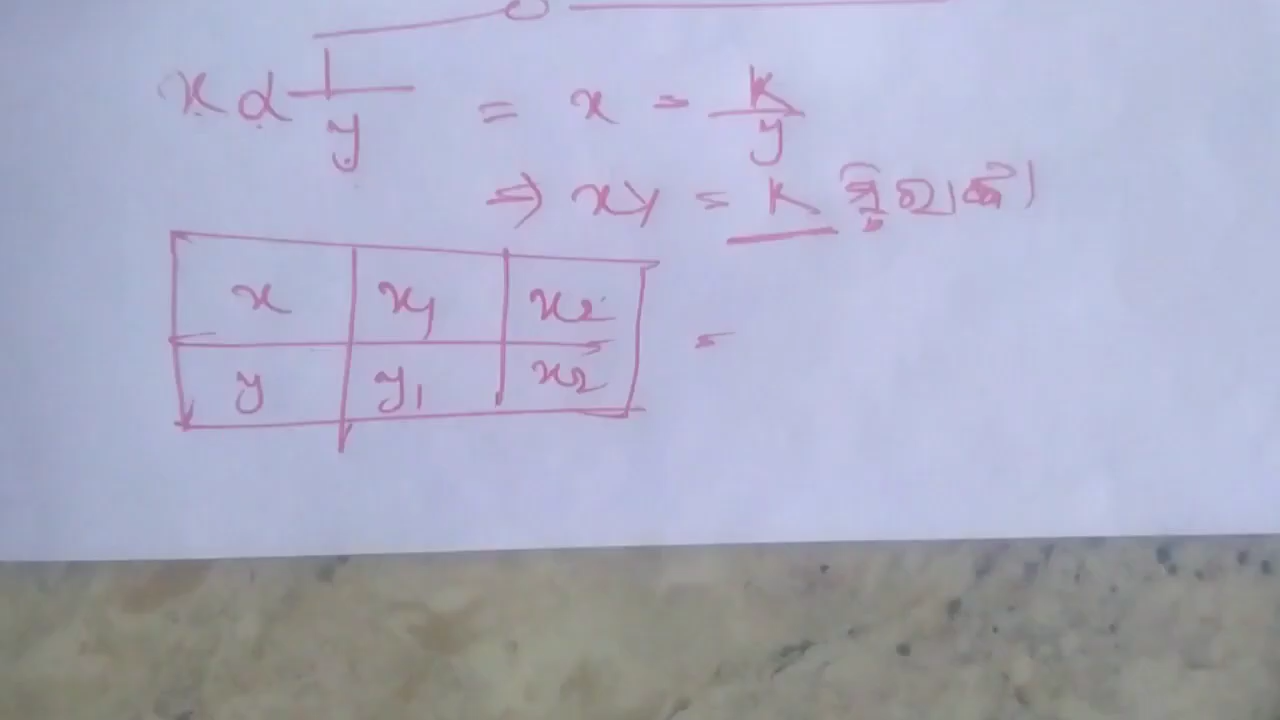 x α 1/y = x = K/y
⇒ xy = K
x x1 x2 =
y y1 x2